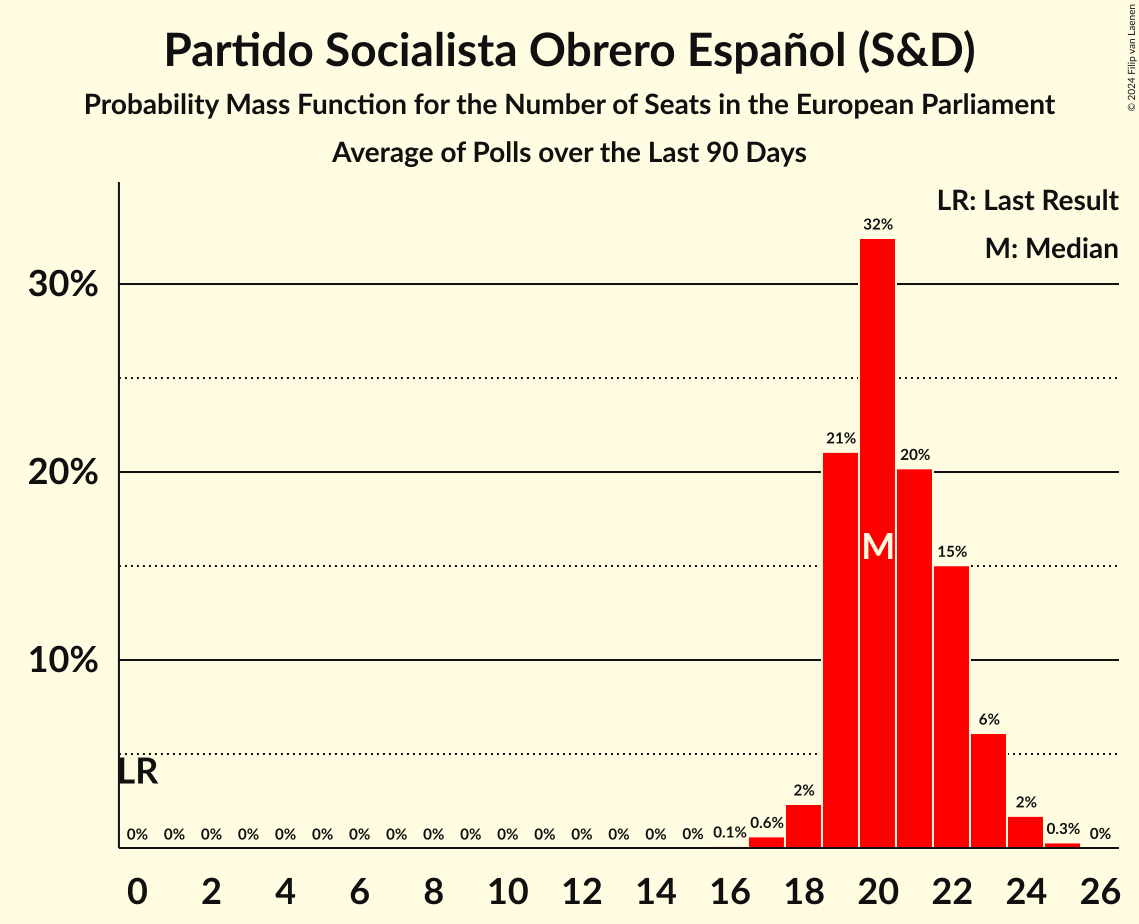 Partido Socialista Obrero Español (S&D)
Probability Mass Function for the Number of Seats in the European Parliament
Average of Polls over the Last 90 Days
© 2024 Filip van Laenen
LR: Last Result
M: Median
32%
30%
21%
20%
20%
M
15%
10%
6%
LR
2%
2%
0% 0% 0% 0% 0% 0% 0% 0% 0% 0% 0% 0% 0% 0% 0% 0% 0.1% 0.6% 0.3% 0%
0 2 4 6 8 10 12 14 16 18 20 22 24 26